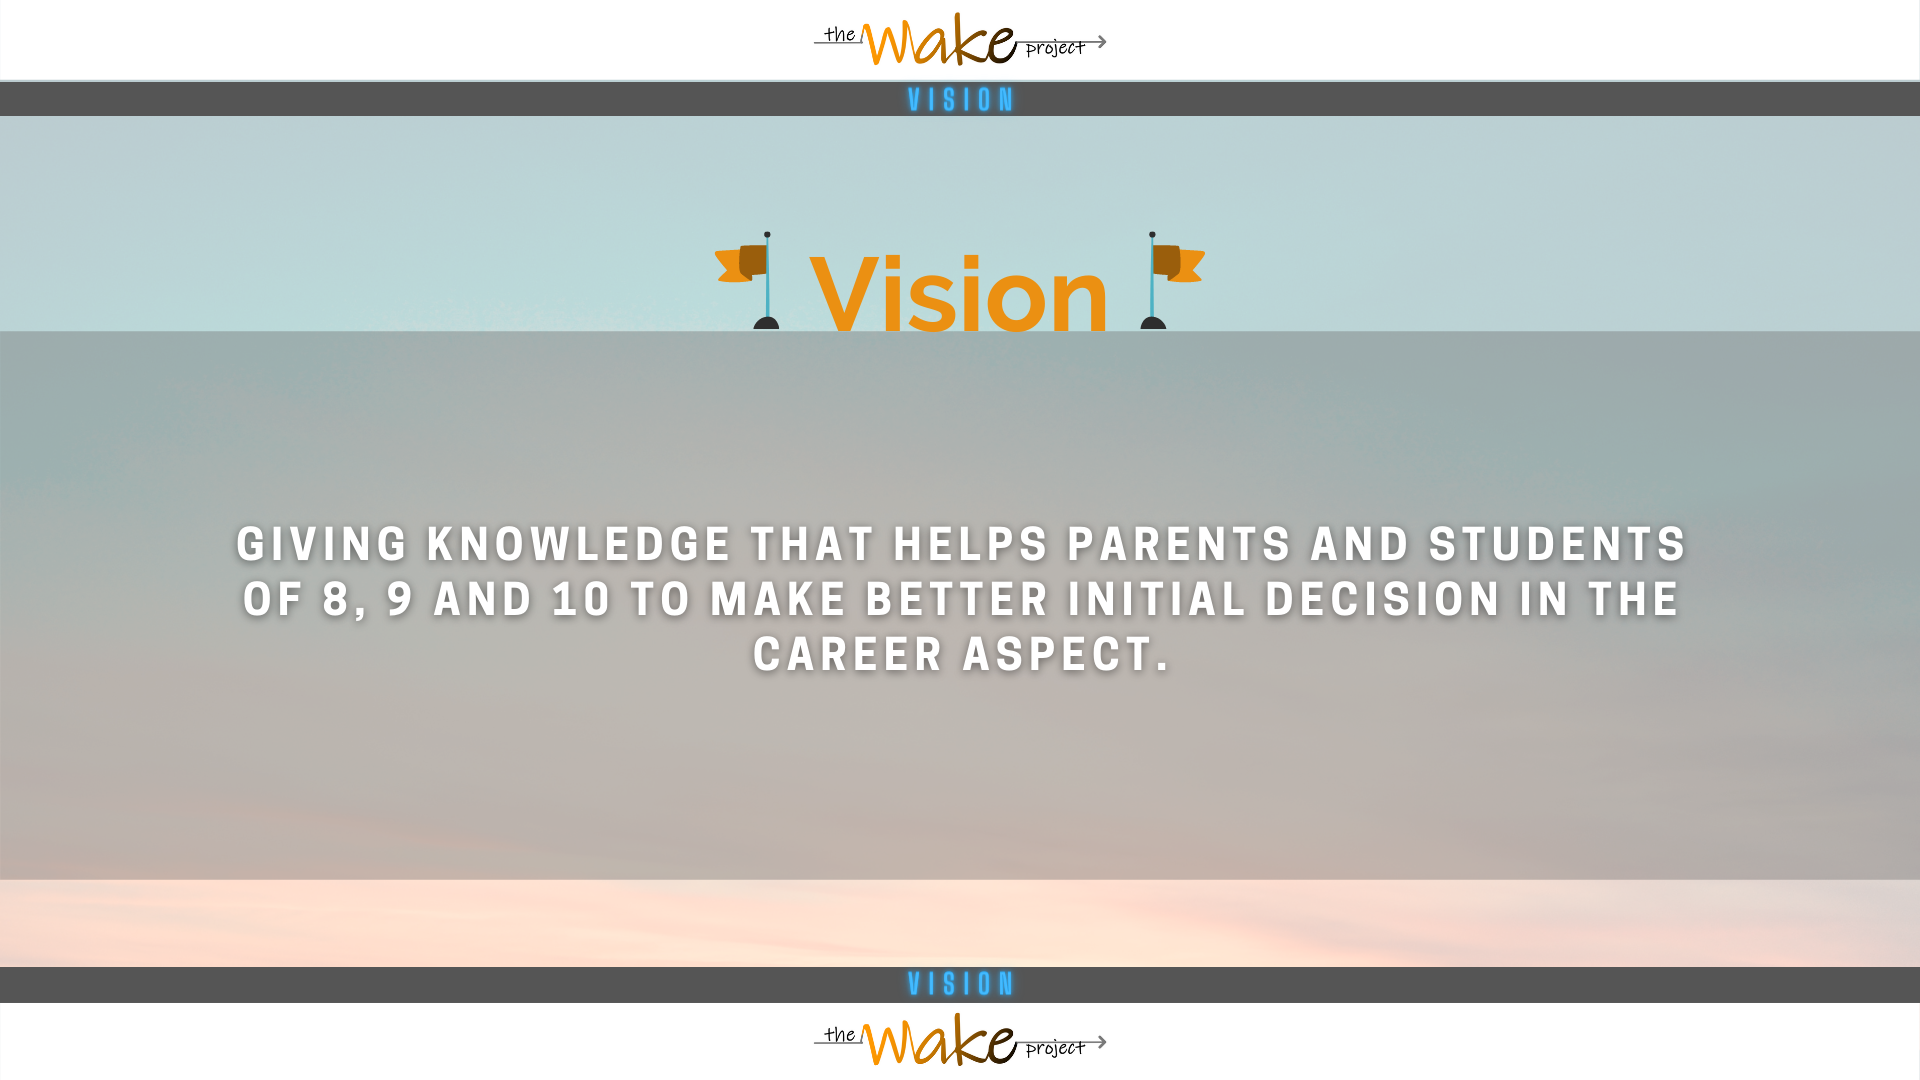 the Wake project
VISION
Vision
GIVING KNOWLEDGE THAT HELPS PARENTS AND STUDENTS
OF 8, 9 AND 10 TO MAKE BETTER INITIAL DECISION IN THE
CAREER ASPECT.
VISION
the Wake project